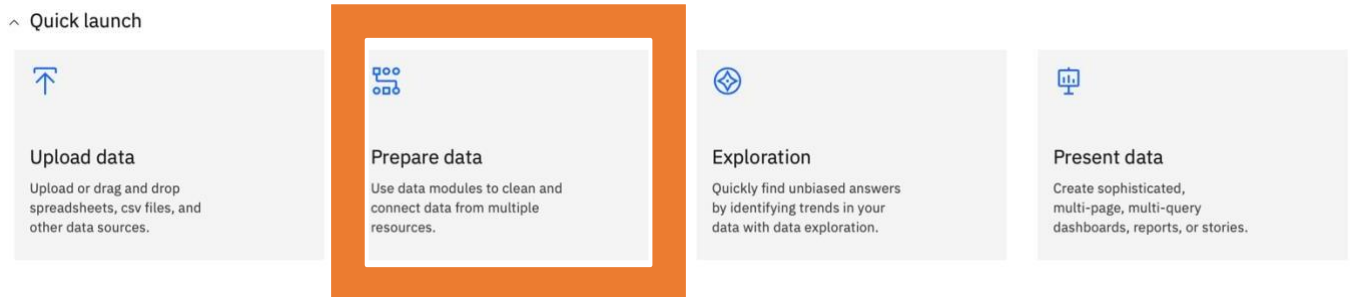 Quick launch
Upload data
Upload or drag and drop
spreadsheets, csv files, and
other data sources.
Prepare data
Use data modules to clean and
connect data from multiple
resources.
Exploration
Quickly find unbiased answers
by identifying trends in your
data with data exploration.
Present data
Create sophisticated,
multi-page, multi-query
dashboards, reports, or stories.